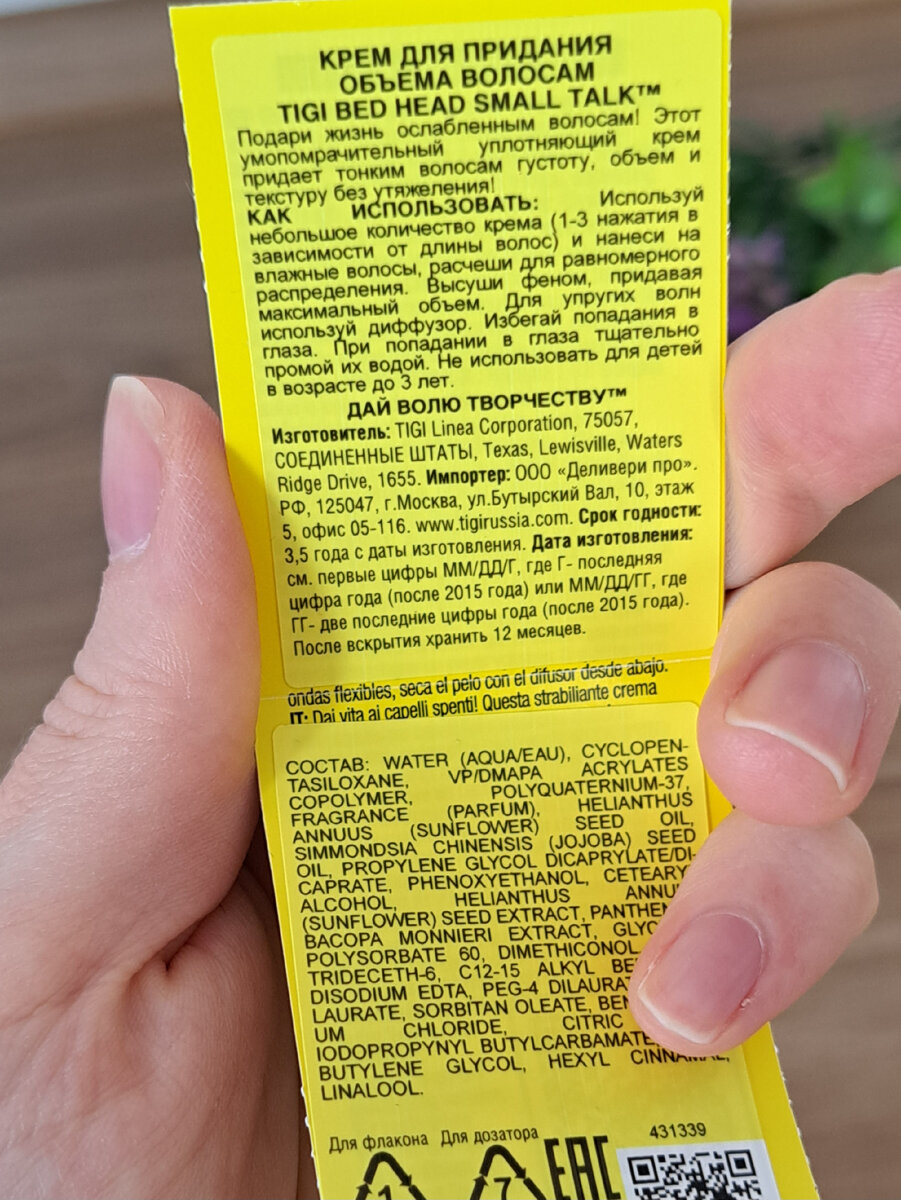 КРЕМ ДЛЯ ПРИДАНИЯ
ОБЪЕМА ВОЛОСАМ
TIGI BED HEAD SMALL TALK™
Подари жизнь ослабленным волосам! Этот
умопомрачительный уплотняющий крем
придает тонким волосам густоту, объем и
текстуру без утяжеления!
КАК ИСПОЛЬЗОВАТЬ: Используй
небольшое количество крема (1-3 нажатия в
зависимости от длины волос) и нанеси на
влажные волосы, расчеши для равномерного
распределения. Высуши феном, придавая
максимальный объем. Для упругих волн
используй диффузор. Избегай попадания в
глаза. При попадании в глаза тщательно
промой их водой. Не использовать для детей
в возрасте до 3 лет.
ДАЙ ВОЛЮ ТВОРЧЕСТВУ™
Изготовитель: TIGI Linea Corporation, 75057,
СОЕДИНЕННЫЕ ШТАТЫ, Texas, Lewisville, Waters
Ridge Drive, 1655. Импортер: ООО «Деливери про».
РФ, 125047, г.Москва, ул.Бутырский Вал, 10, этаж
5, офис 05-116. www.tigirussia.com. Срок годности:
3,5 года с даты изготовления. Дата изготовления:
см. первые цифры ММ/ДД/Г, где Г- последняя
цифра года (после 2015 года) или ММ/ДД/ГГ, где
ГГ- две последние цифры года (после 2015 года).
После вскрытия хранить 12 месяцев.
ondas flexibles, seca el pelo con el difusor desde abajo.
IT: Dai vita ai capelli spenti! Questa strabiliante crema
СОСТАВ: WATER (AQUA/EAU), CYCLOPEN-
TASILOXANE, VP/DMAPA ACRYLATES
COPOLYMER, POLYQUATERNIUM-37,
FRAGRANCE (PARFUM), HELIANTHUS
ANNUUS (SUNFLOWER) SEED OIL,
SIMMONDSIA CHINENSIS (JOJOBA) SEED
OIL, PROPYLENE GLYCOL DICAPRYLATE/DI-
CAPRATE, PHENOXYETHANOL, CETEARY
ALCOHOL, HELIANTHUS ANNU
(SUNFLOWER) SEED EXTRACT, PANTHEN
BACOPA MONNIERI EXTRACT, GLYC
POLYSORBATE 60, DIMETHICONOL
TRIDECETH-6, C12-15 ALKYL BE
DISODIUM EDTA, PEG-4 DILAURAT
LAURATE, SORBITAN OLEATE, BEN
UM CHLORIDE, CITRIC
IODOPROPYNYL BUTYLCARBAMATE,
BUTYLENE GLYCOL, HEXYL CINNAMAL,
LINALOOL.
Для флакона Для дозатора
431339
1 7 EAC